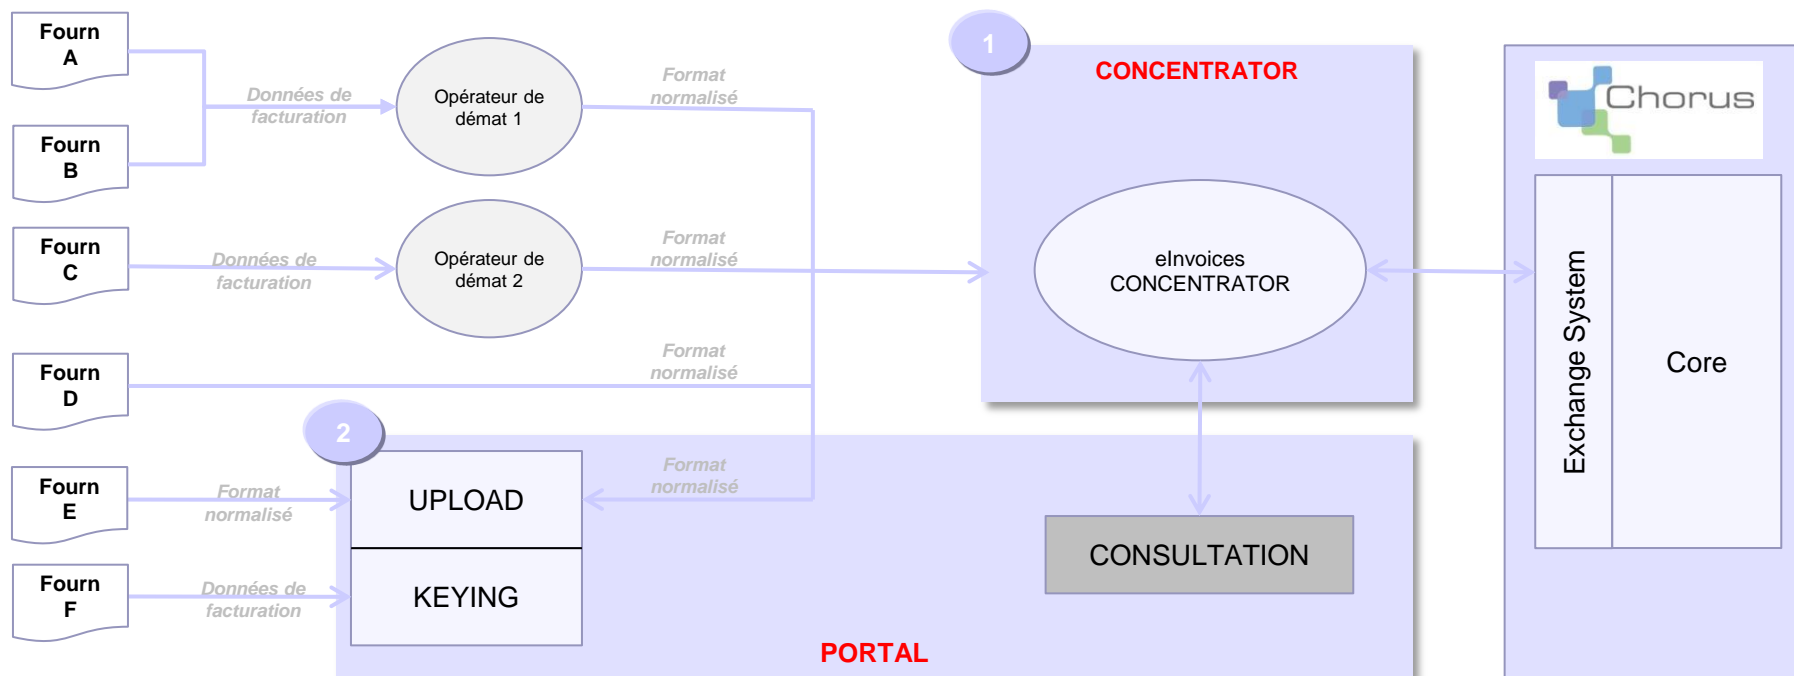 Fourn
A
Données de
facturation
Opérateur de
démat 1
Format
normalisé
1
CONCENTRATOR
Chorus
Fourn
B
Fourn
C
Données de
facturation
Opérateur de
démat 2
Format
normalisé
eInvoices
CONCENTRATOR
Exchange System
Core
Fourn
D
Format
normalisé
2
Fourn
E
Format
normalisé
UPLOAD
Format
normalisé
CONSULTATION
Fourn
F
Données de
facturation
KEYING
PORTAL